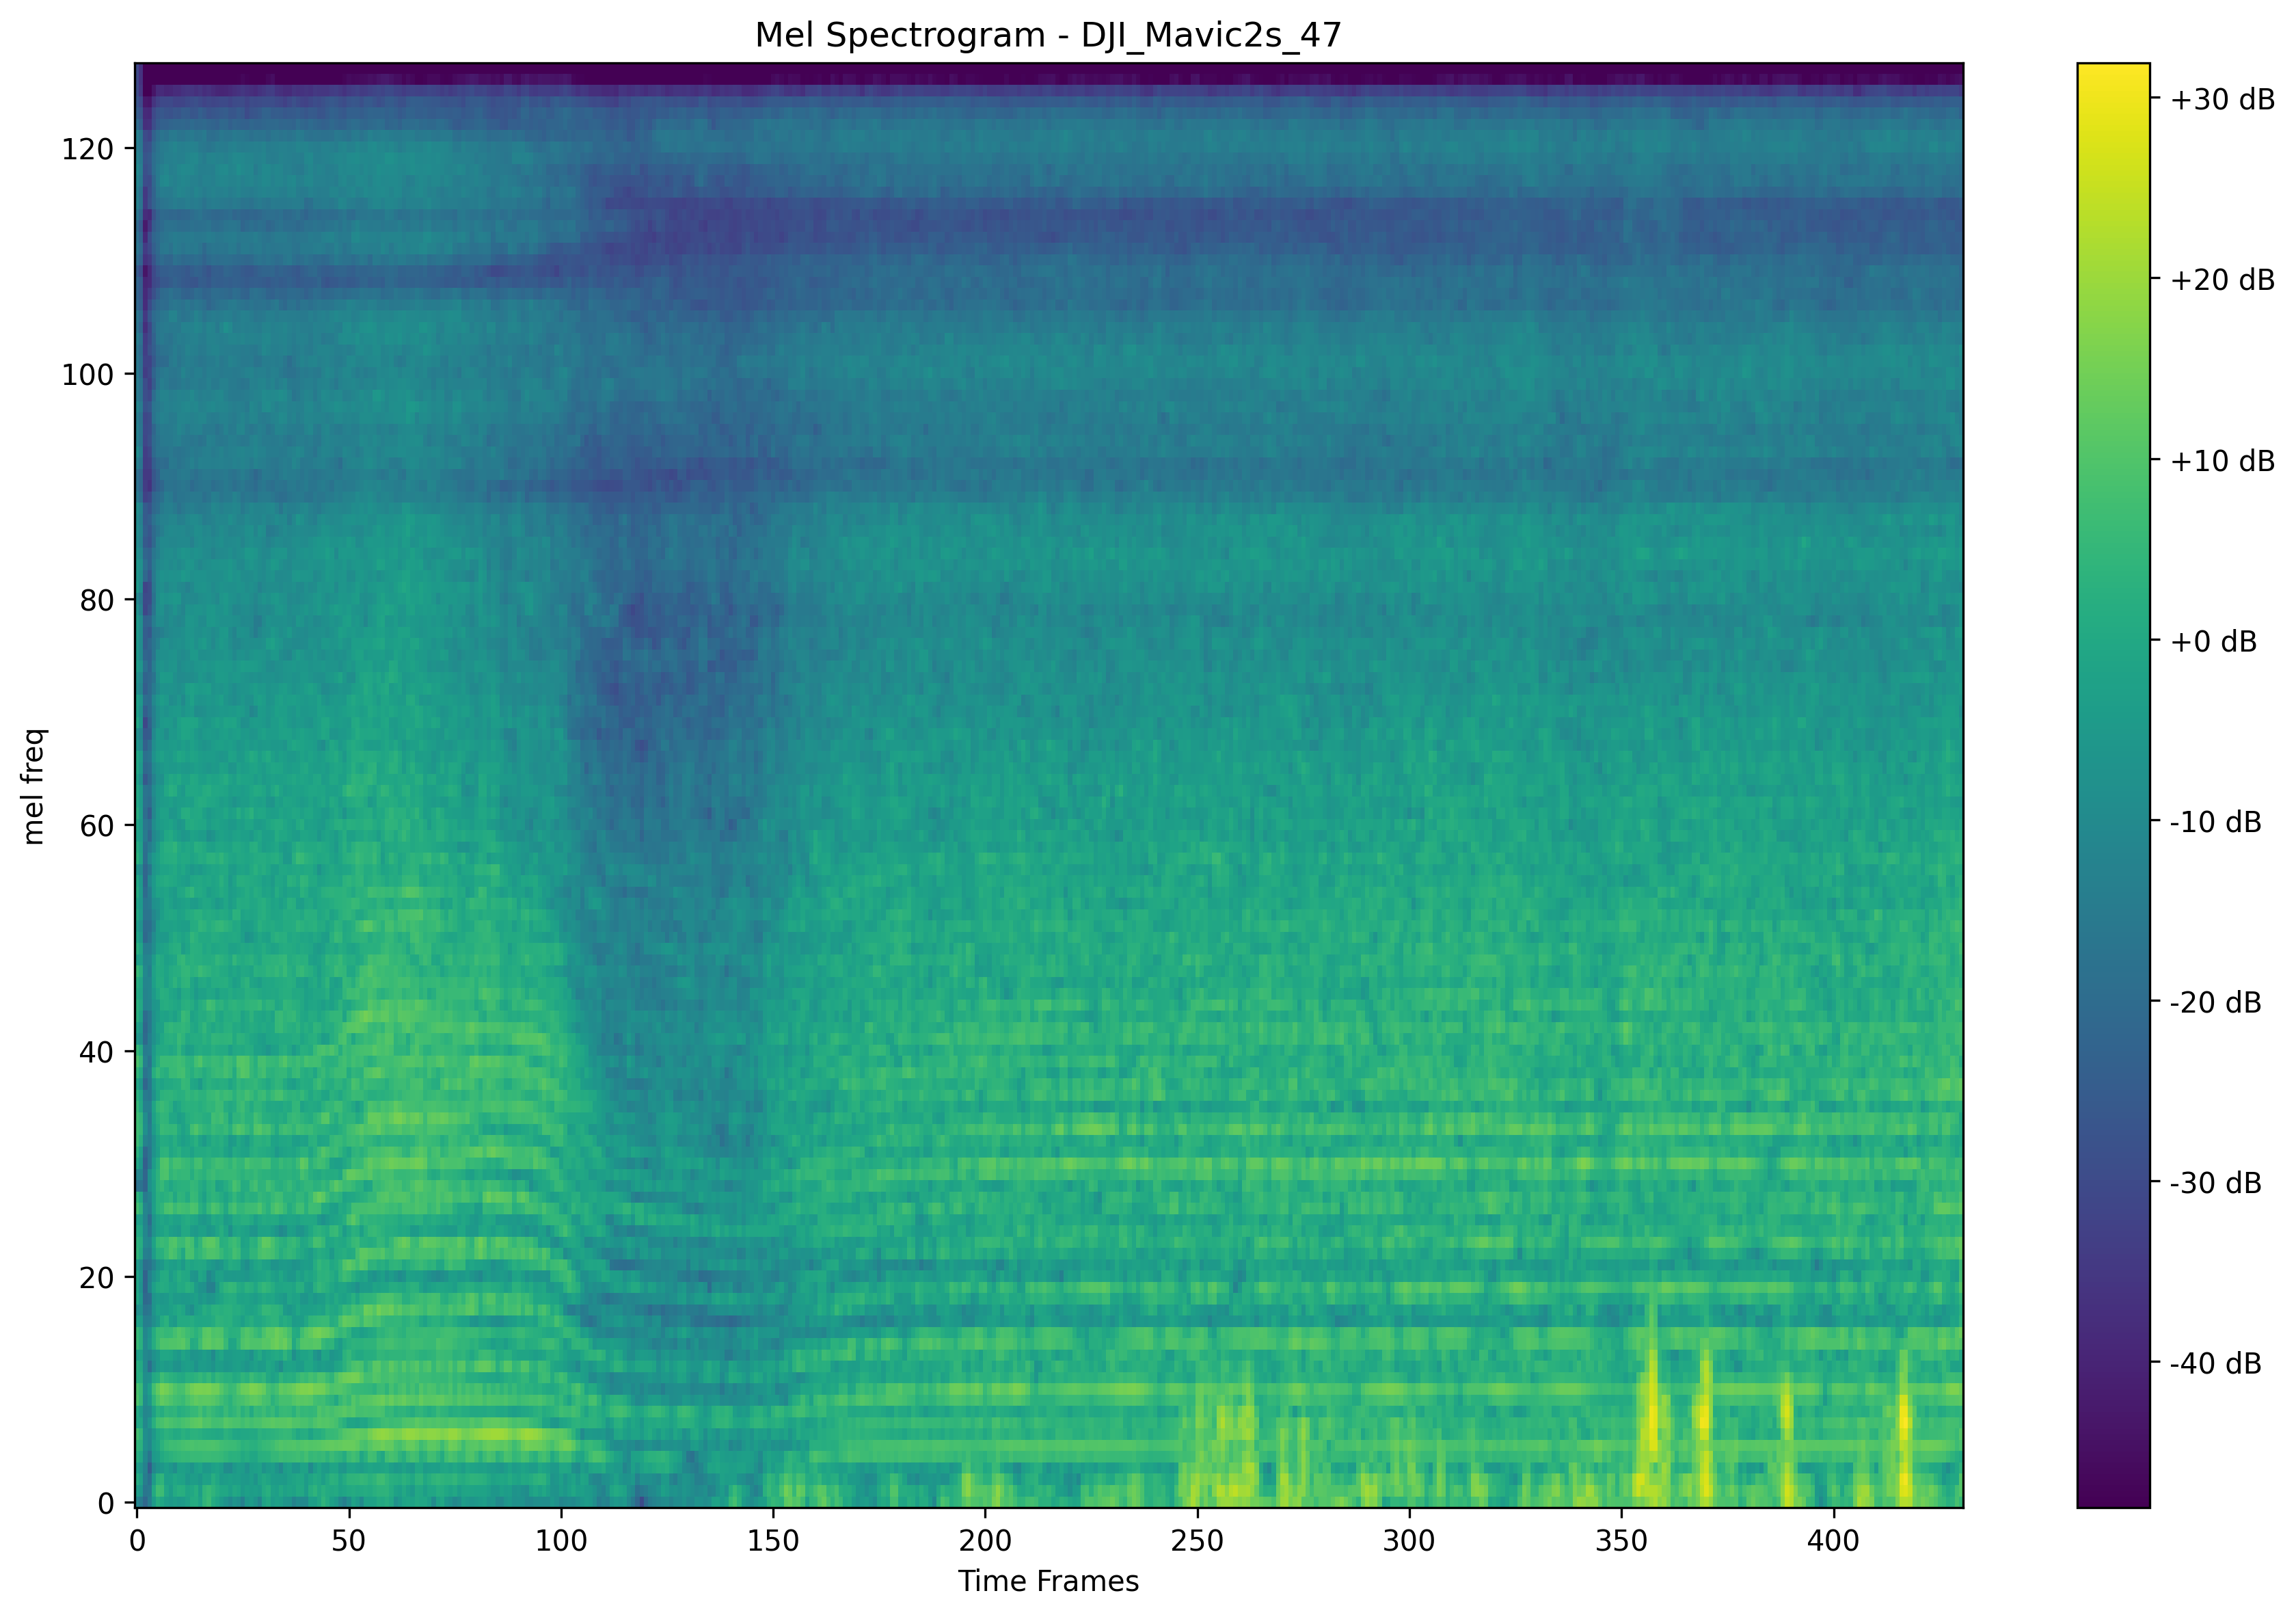 Mel Spectrogram - DJI_Mavic2s_47
mel freq
120
100
80
60
40
20
0
0 50 100 150 200 250 300 350 400
Time Frames
+30 dB
+20 dB
+10 dB
+0 dB
-10 dB
-20 dB
-30 dB
-40 dB